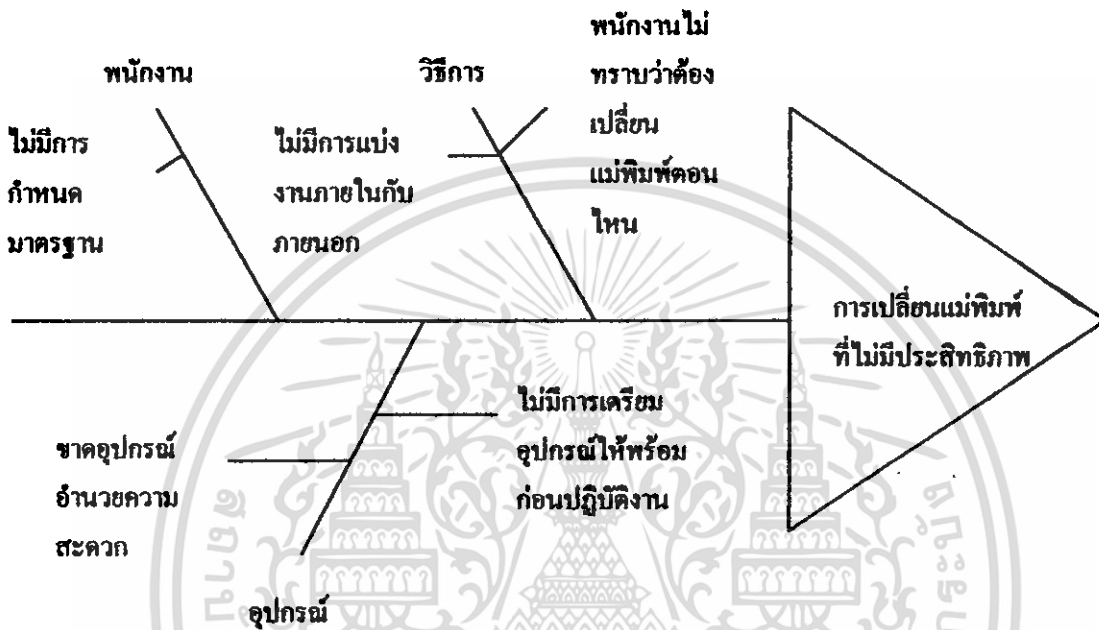 พนักงาน
ไม่มีการ
กำหนด
มาตรฐาน
วิธีการ
ไม่มีการแบ่ง
งานภายในกับ
ภายนอก
พนักงานไม่
ทราบว่าต้อง
เปลี่ยน
แม่พิมพ์ตอน
ไหน
การเปลี่ยนแม่พิมพ์
ที่ไม่มีประสิทธิภาพ
ขาดอุปกรณ์
อำนวยความ
สะดวก
ไม่มีการเตรียม
อุปกรณ์ให้พร้อม
ก่อนปฏิบัติงาน
อุปกรณ์